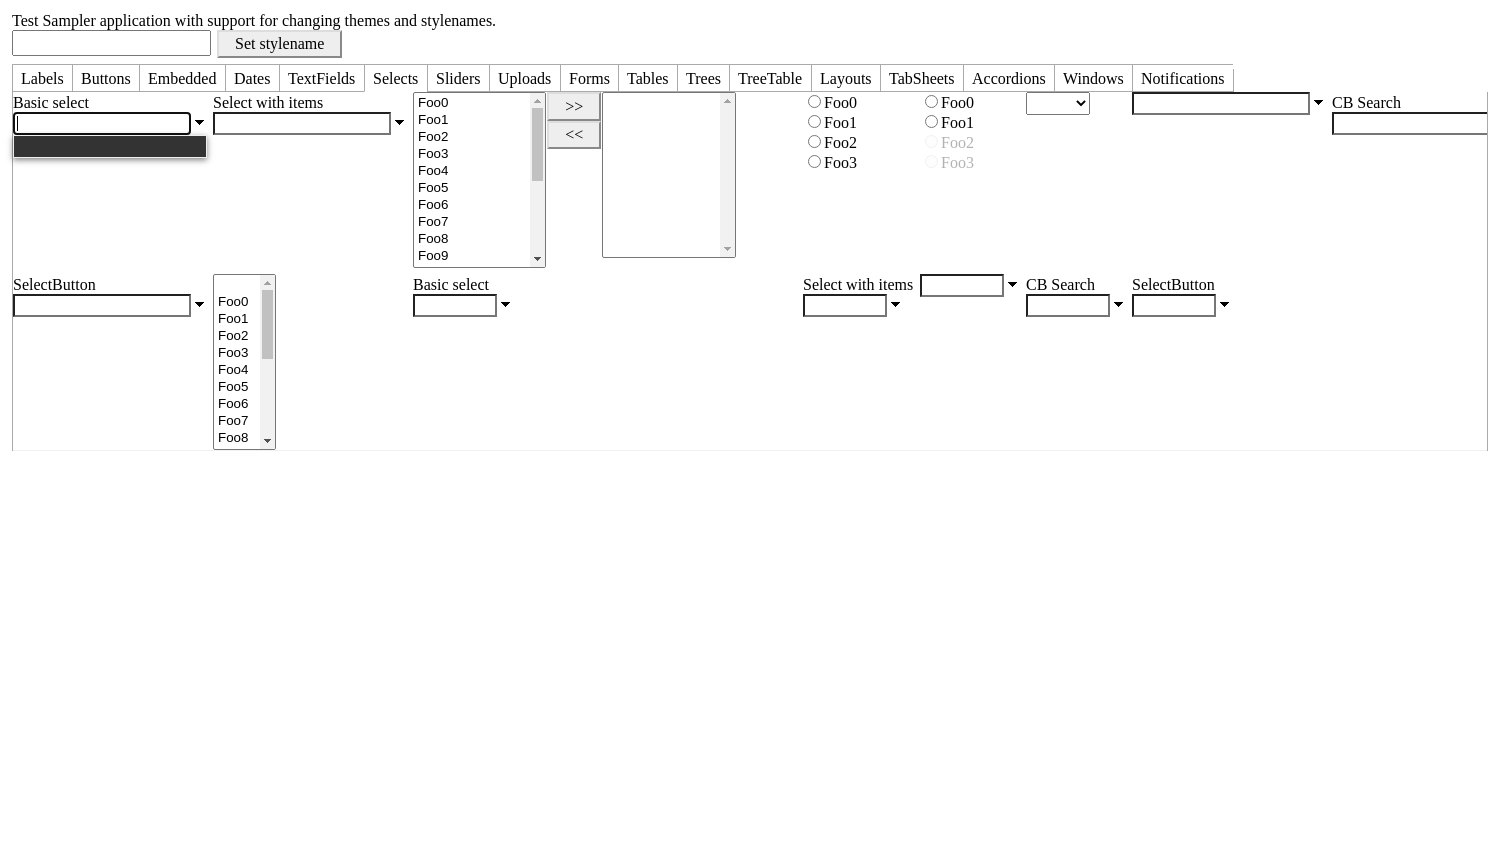 Test Sampler application with support for changing themes and stylenames.
Set stylename
Labels Buttons Embedded Dates TextFields Selects Sliders Uploads Forms Tables Trees TreeTable Layouts TabSheets Accordions Windows Notifications
Basic select Select with items Foo0 >> Foo0 Foo0 CB Search
Foo1 Foo1 Foo1
Foo2 << Foo2 Foo2
Foo3 Foo3 Foo3
Foo4
Foo5
Foo6
Foo7
Foo8
Foo9
SelectButton Basic select Select with items CB Search SelectButton
Foo0
Foo1
Foo2
Foo3
Foo4
Foo5
Foo6
Foo7
Foo8